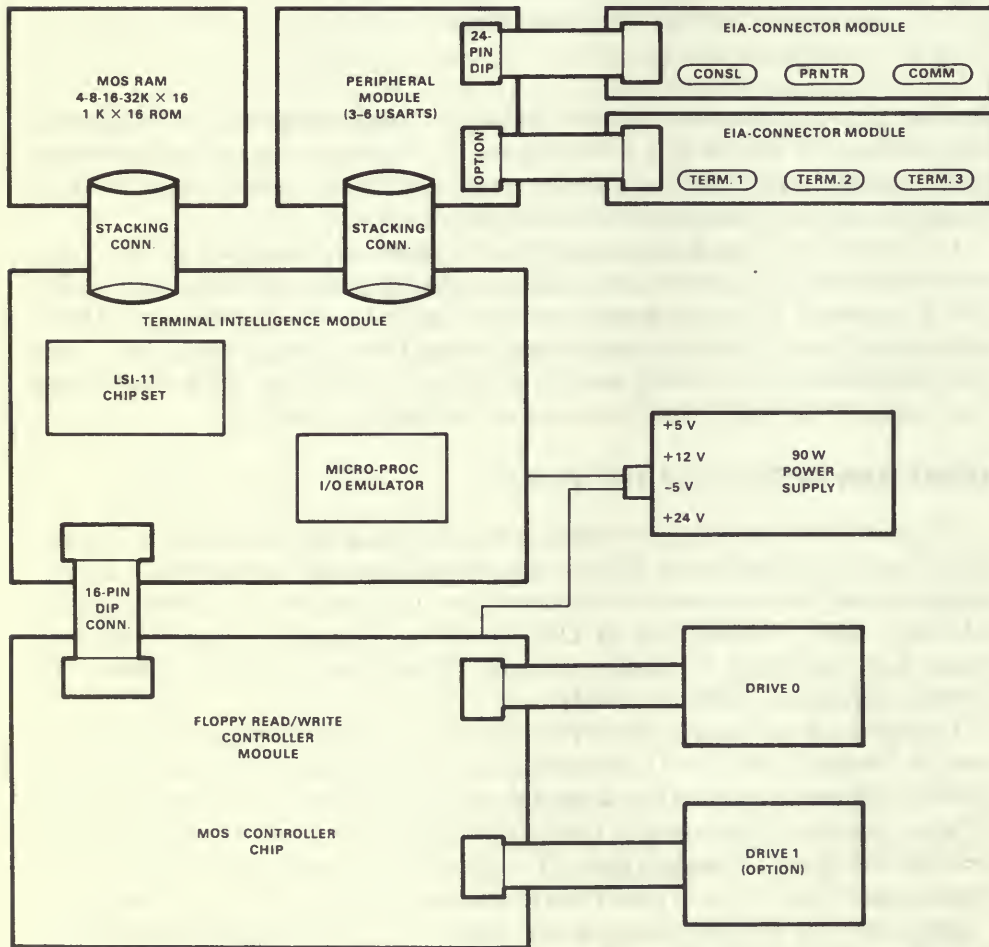 MOS RAM
4-8-16-32K × 16
1 K × 16 ROM
PERIPHERAL
MODULE
(3–6 USARTS)
24-
PIN
DIP
EIA-CONNECTOR MODULE
CONSL
PRNTR
COMM
OPTION
EIA-CONNECTOR MODULE
TERM. 1
TERM. 2
TERM. 3
STACKING
CONN.
STACKING
CONN.
TERMINAL INTELLIGENCE MODULE
LSI-11
CHIP SET
MICRO-PROC
I/O EMULATOR
+5 V
+12 V
–5 V
+24 V
90 W
POWER
SUPPLY
16-PIN
DIP
CONN.
FLOPPY READ/WRITE
CONTROLLER
MODULE
MOS CONTROLLER
CHIP
DRIVE 0
DRIVE 1
(OPTION)